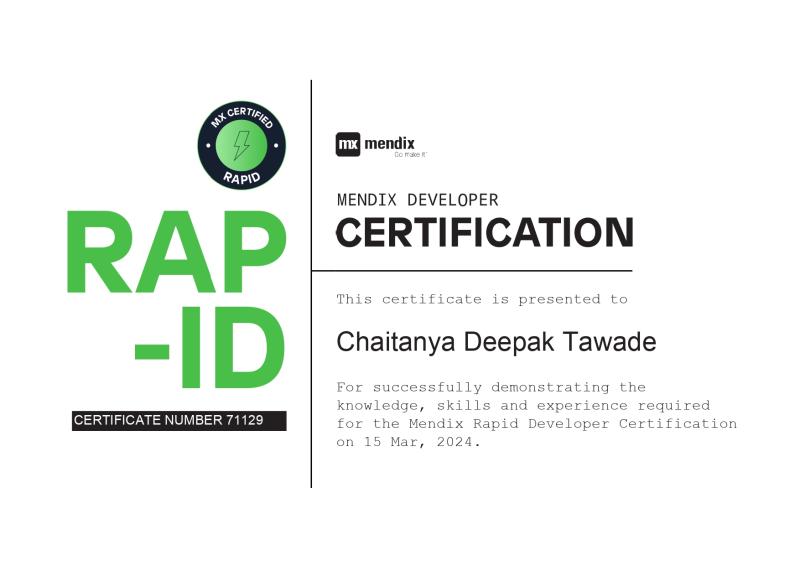 MX CERTIFIED
RAPID
RAP
-ID
CERTIFICATE NUMBER 71129
mx mendix
Go make it
MENDIX DEVELOPER
CERTIFICATION
This certificate is presented to
Chaitanya Deepak Tawade
For successfully demonstrating the
knowledge, skills and experience required
for the Mendix Rapid Developer Certification
on 15 Mar, 2024.